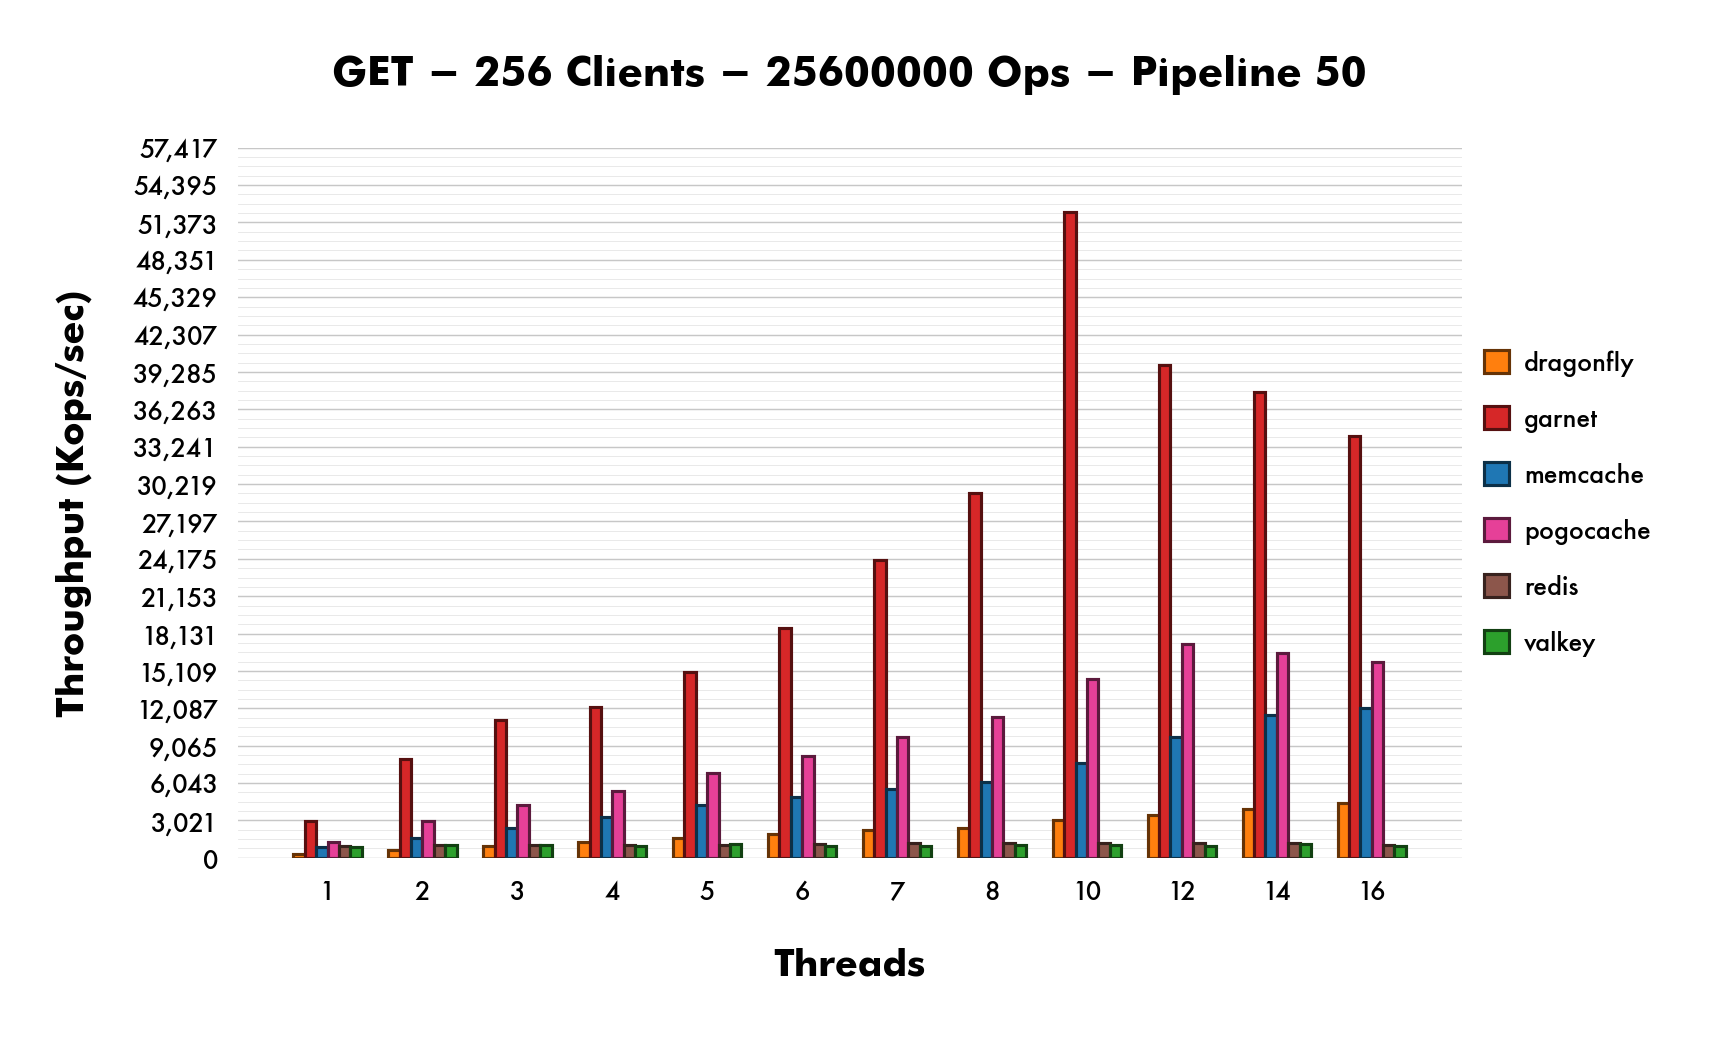 GET – 256 Clients – 25600000 Ops – Pipeline 50
57,417
54,395
51,373
48,351
45,329
42,307
39,285
36,263
33,241
30,219
27,197
24,175
21,153
18,131
15,109
12,087
9,065
6,043
3,021
0
Throughput (Kops/sec)
1 2 3 4 5 6 7 8 10 12 14 16
Threads
dragonfly
garnet
memcache
pogocache
redis
valkey